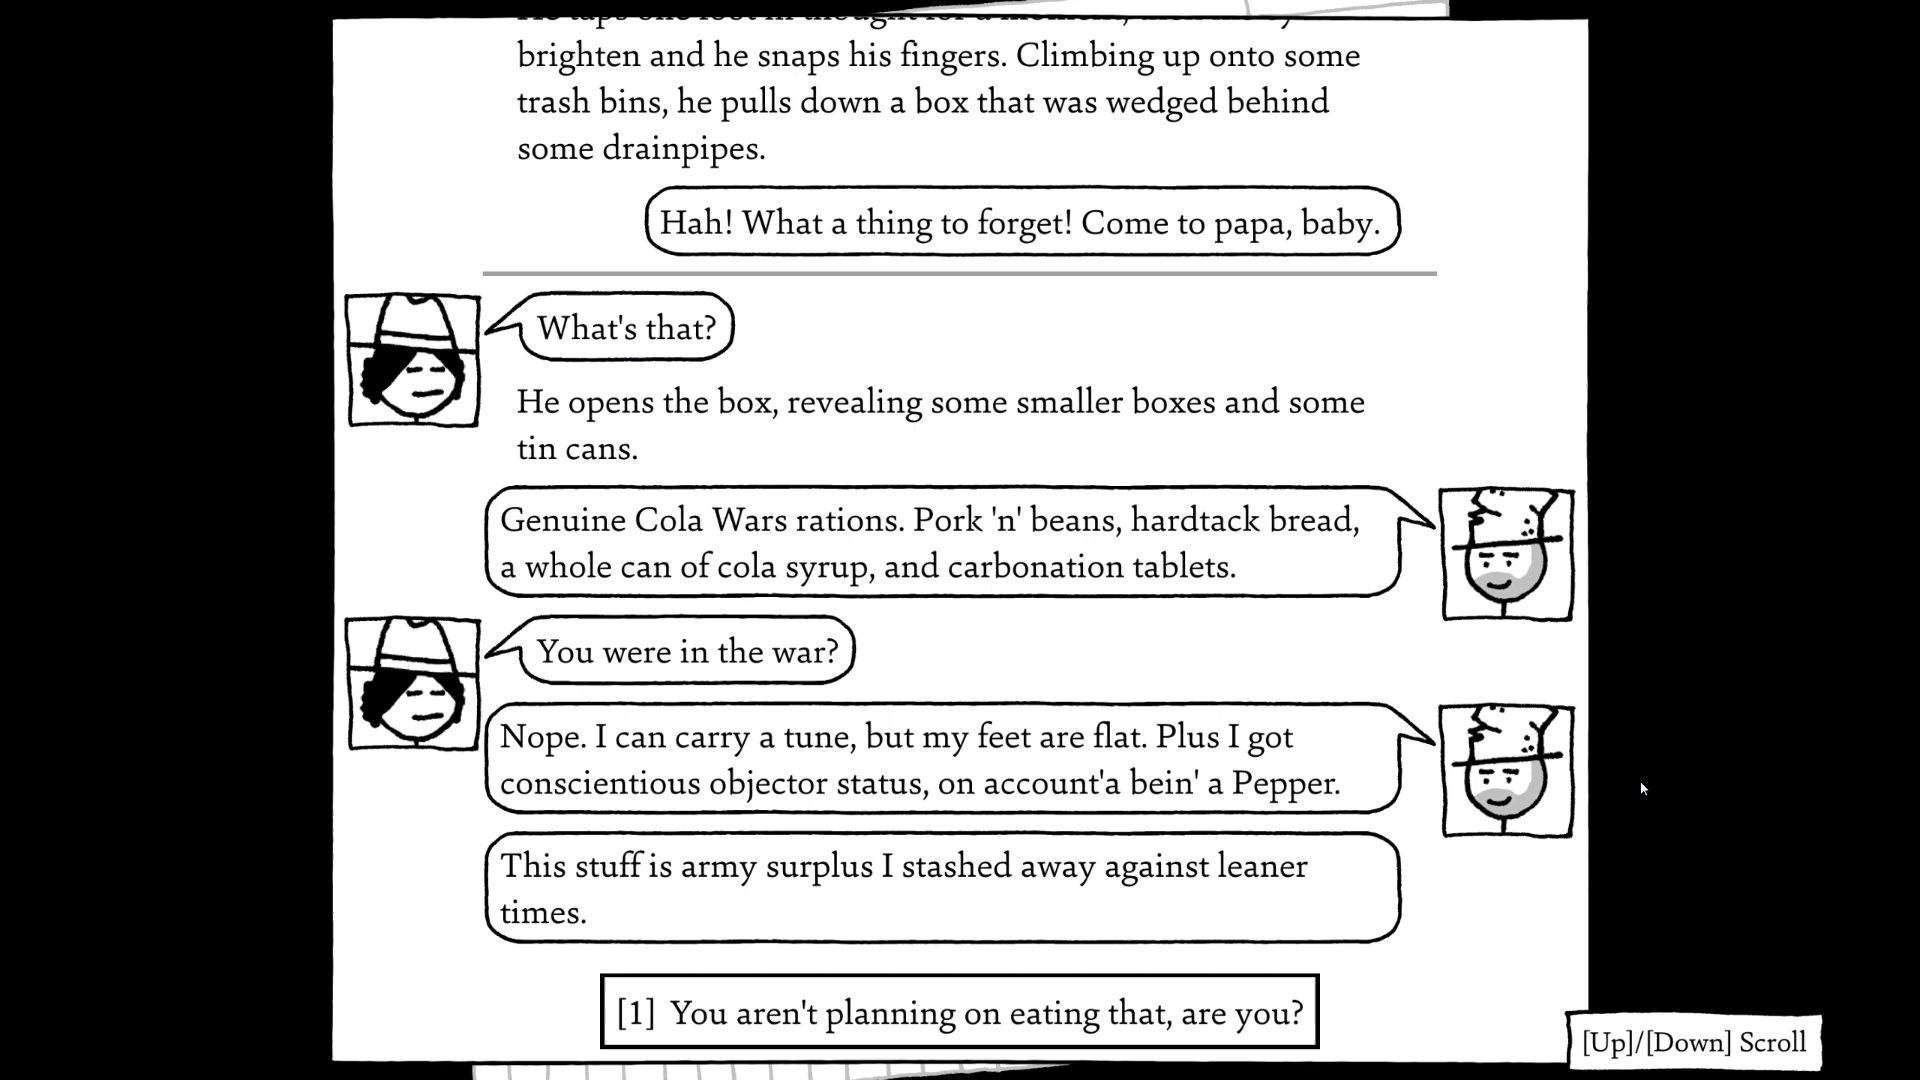 brighten and he snaps his fingers. Climbing up onto some
trash bins, he pulls down a box that was wedged behind
some drainpipes.
Hah! What a thing to forget! Come to papa, baby.
What's that?
He opens the box, revealing some smaller boxes and some
tin cans.
Genuine Cola Wars rations. Pork 'n' beans, hardtack bread,
a whole can of cola syrup, and carbonation tablets.
You were in the war?
Nope. I can carry a tune, but my feet are flat. Plus I got
conscientious objector status, on account'a bein' a Pepper.
This stuff is army surplus I stashed away against leaner
times.
[1] You aren't planning on eating that, are you?
[Up]/[Down] Scroll